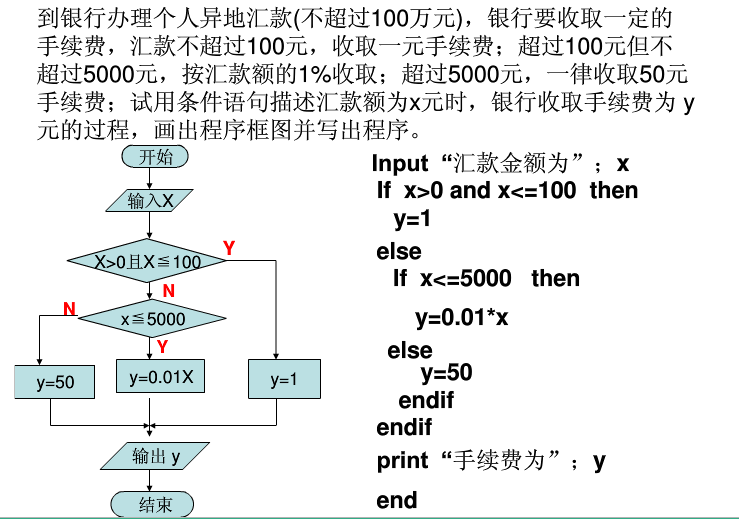 到银行办理个人异地汇款(不超过100万元)，银行要收取一定的
手续费，汇款不超过100元，收取一元手续费；超过100元但不
超过5000元，按汇款额的1%收取；超过5000元，一律收取50元
手续费；试用条件语句描述汇款额为x元时，银行收取手续费为 y
元的过程，画出程序框图并写出程序。
开始
输入X
X>0且X≦100
Y
N
x≦5000
N
Y
y=50
y=0.01X
y=1
输出 y
结束
Input “汇款金额为”；x
If x>0 and x<=100 then
y=1
else
If x<=5000 then
y=0.01*x
else
y=50
endif
endif
print “手续费为”；y
end